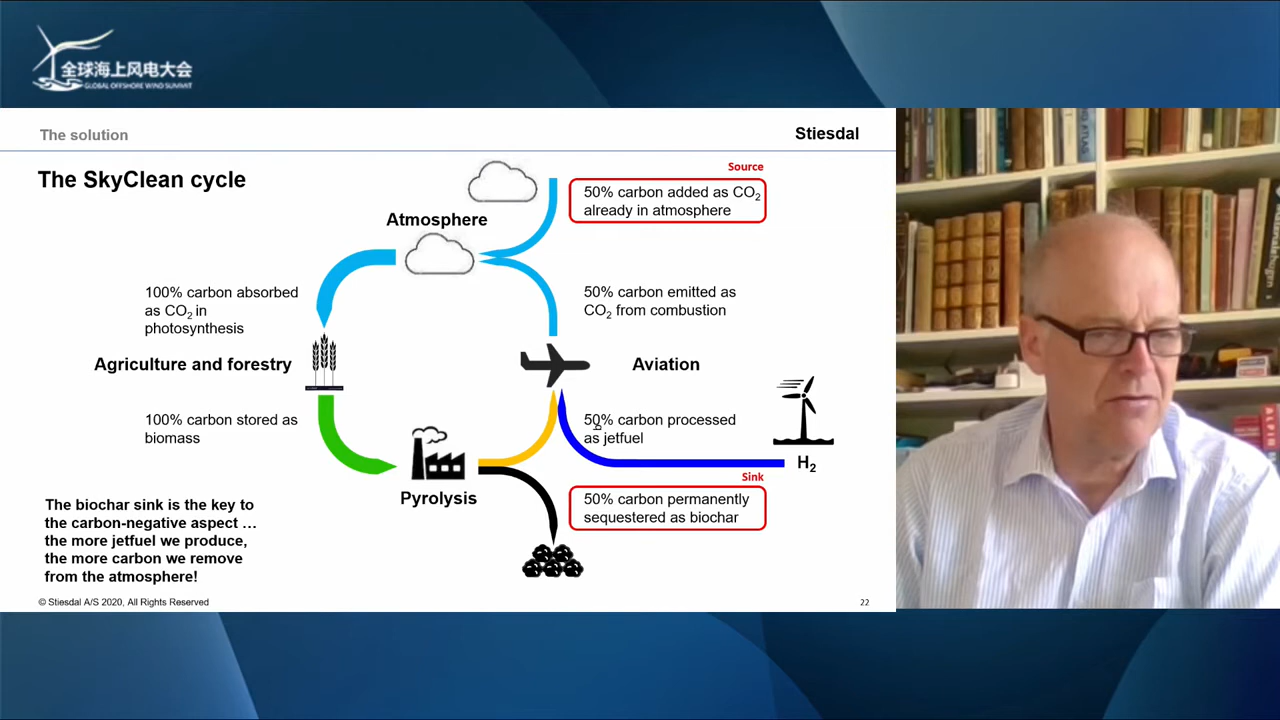 全球海上风电大会
GLOBAL OFFSHORE WIND SUMMIT
The solution
Stiesdal
The SkyClean cycle
Source
50% carbon added as CO2
already in atmosphere
Atmosphere
100% carbon absorbed
as CO2 in
photosynthesis
50% carbon emitted as
CO2 from combustion
Agriculture and forestry
Aviation
100% carbon stored as
biomass
50% carbon processed
as jetfuel
H2
Pyrolysis
Sink
50% carbon permanently
sequestered as biochar
The biochar sink is the key to
the carbon-negative aspect …
the more jetfuel we produce,
the more carbon we remove
from the atmosphere!
© Stiesdal A/S 2020, All Rights Reserved
22